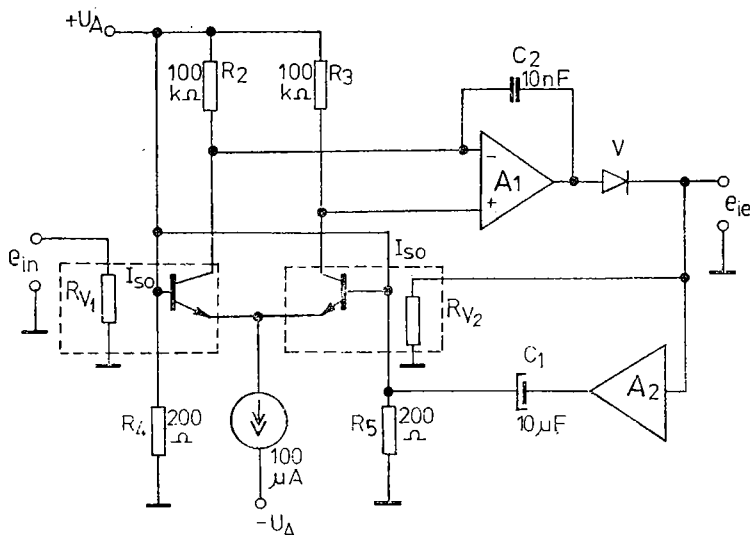 +UA
100 kΩ
R2
100 kΩ
R3
C2
10nF
-
A1
+
V
eie
ein
Iso
Iso
RV1
RV2
C1
10µF
A2
R4
200 Ω
100 µA
R5
200 Ω
-UA